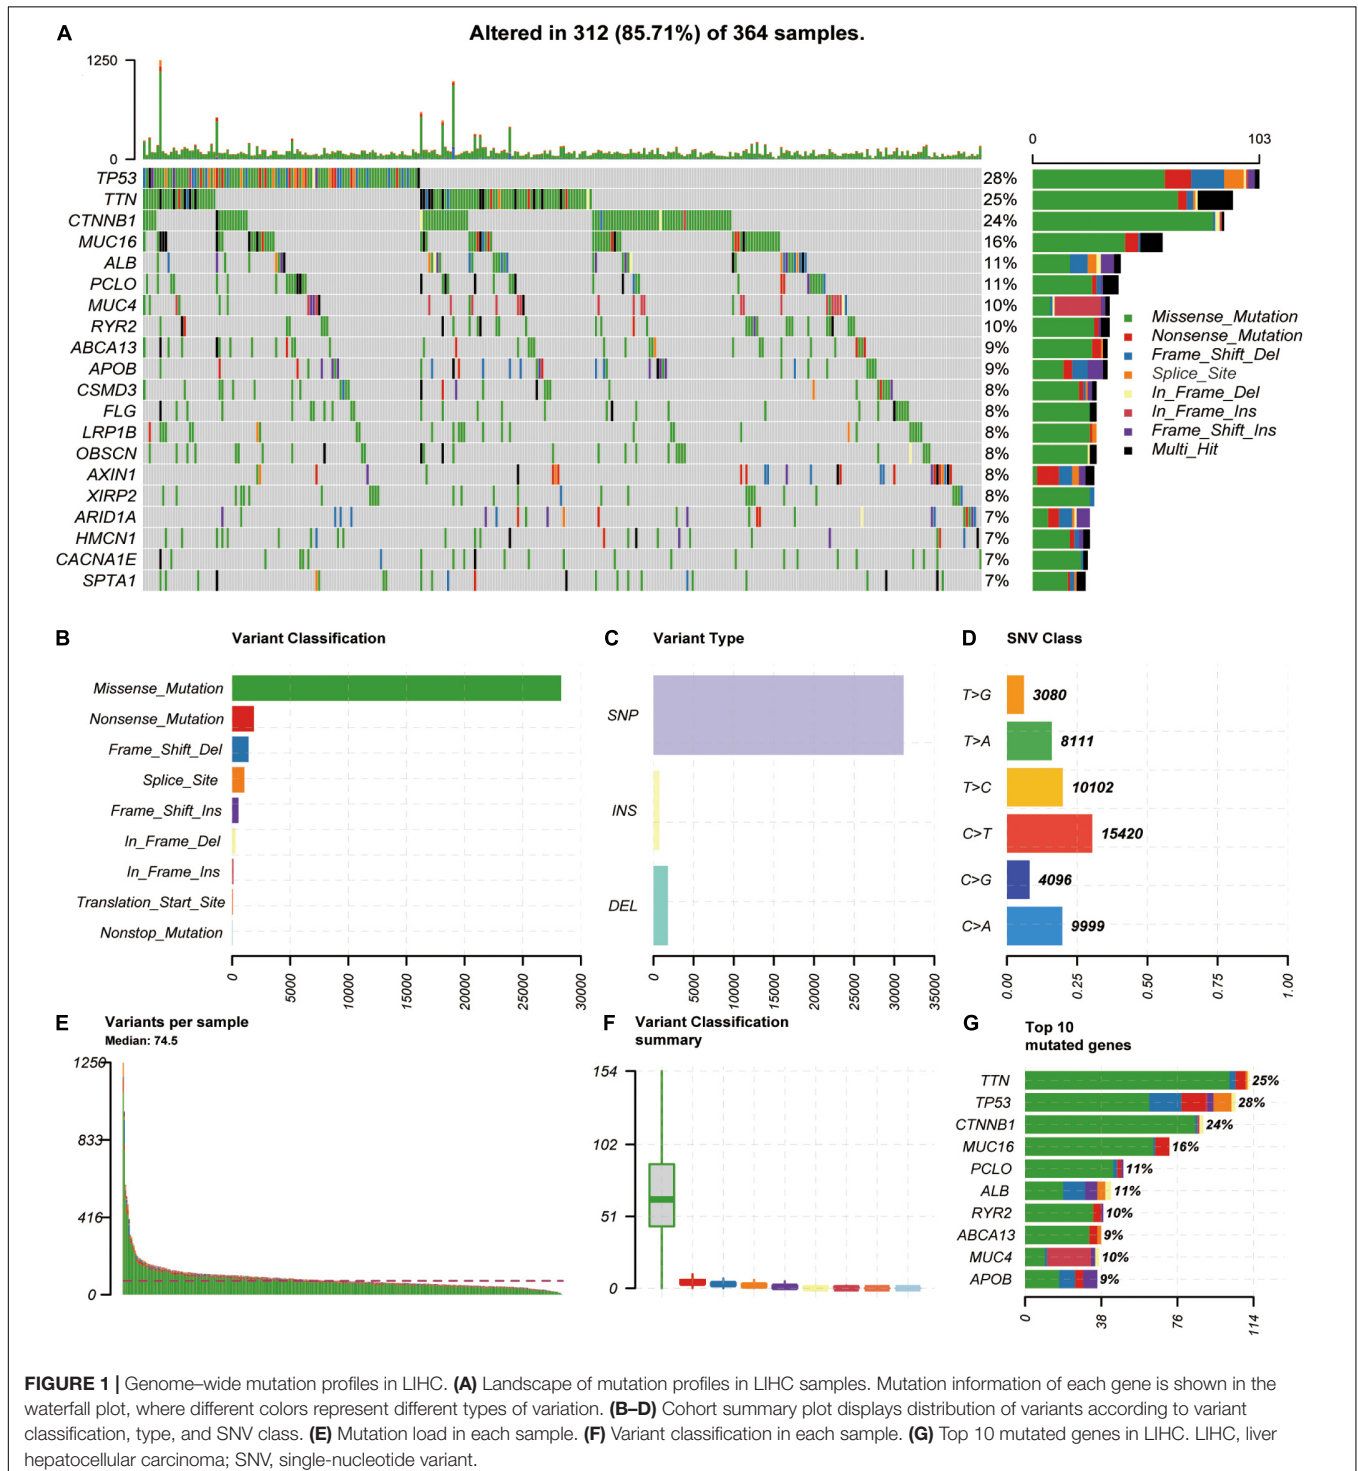 A
Altered in 312 (85.71%) of 364 samples.
1250
0
0 103
TP53 28%
TTN 25%
CTNNB1 24%
MUC16 16%
ALB 11%
PCLO 11%
MUC4 10%
RYR2 10%
ABCA13 9%
APOB 9%
CSMD3 8%
FLG 8%
LRP1B 8%
OBSCN 8%
AXIN1 8%
XIRP2 8%
ARID1A 7%
HMCN1 7%
CACNA1E 7%
SPTA1 7%
Missense_Mutation
Nonsense_Mutation
Frame_Shift_Del
Splice_Site
In_Frame_Del
In_Frame_Ins
Frame_Shift_Ins
Multi_Hit
B Variant Classification
Missense_Mutation
Nonsense_Mutation
Frame_Shift_Del
Splice_Site
Frame_Shift_Ins
In_Frame_Del
In_Frame_Ins
Translation_Start_Site
Nonstop_Mutation
0 5000 10000 15000 20000 25000 30000
C Variant Type
SNP
INS
DEL
0 5000 10000 15000 20000 25000 30000 35000
D SNV Class
T>G 3080
T>A 8111
T>C 10102
C>T 15420
C>G 4096
C>A 9999
0.00 0.25 0.50 0.75 1.00
E Variants per sample
Median: 74.5
1250
833
416
0
F Variant Classification
summary
154
102
51
0
G Top 10
mutated genes
TTN 25%
TP53 28%
CTNNB1 24%
MUC16 16%
PCLO 11%
ALB 11%
RYR2 10%
ABCA13 9%
MUC4 10%
APOB 9%
0 38 76 114
FIGURE 1 | Genome–wide mutation profiles in LIHC. (A) Landscape of mutation profiles in LIHC samples. Mutation information of each gene is shown in the
waterfall plot, where different colors represent different types of variation. (B–D) Cohort summary plot displays distribution of variants according to variant
classification, type, and SNV class. (E) Mutation load in each sample. (F) Variant classification in each sample. (G) Top 10 mutated genes in LIHC. LIHC, liver
hepatocellular carcinoma; SNV, single-nucleotide variant.